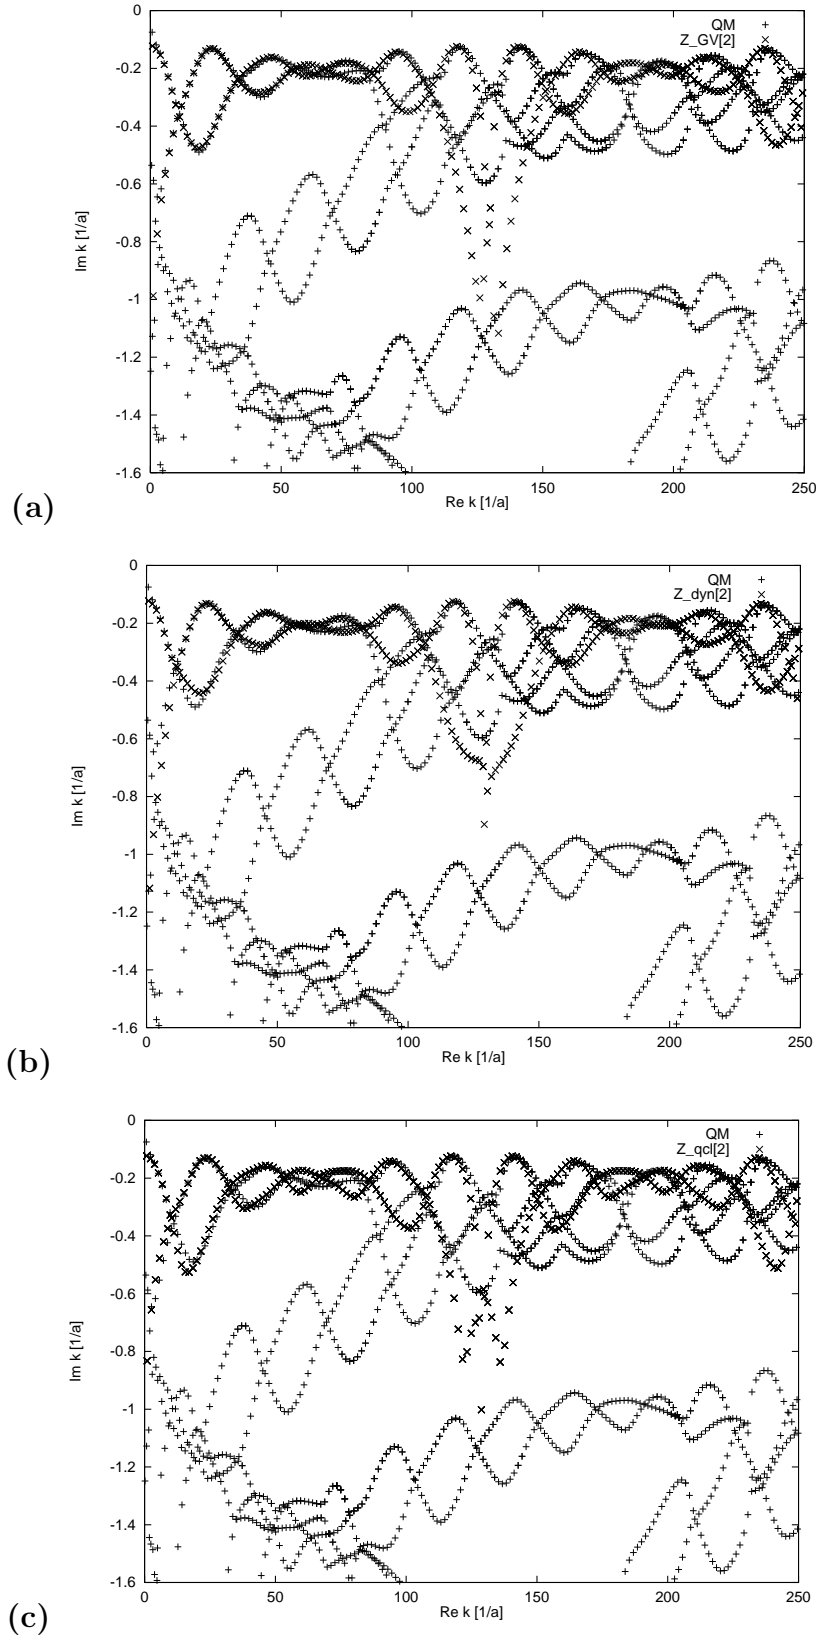 0
-0.2
-0.4
-0.6
-0.8
-1
-1.2
-1.4
-1.6
Im k [1/a]
QM +
Z_GV[2] ×
0 50 100 150 200 250
Re k [1/a]
(a)
0
-0.2
-0.4
-0.6
-0.8
-1
-1.2
-1.4
-1.6
Im k [1/a]
QM +
Z_dyn[2] ×
0 50 100 150 200 250
Re k [1/a]
(b)
0
-0.2
-0.4
-0.6
-0.8
-1
-1.2
-1.4
-1.6
Im k [1/a]
QM +
Z_qcl[2] ×
0 50 100 150 200 250
Re k [1/a]
(c)